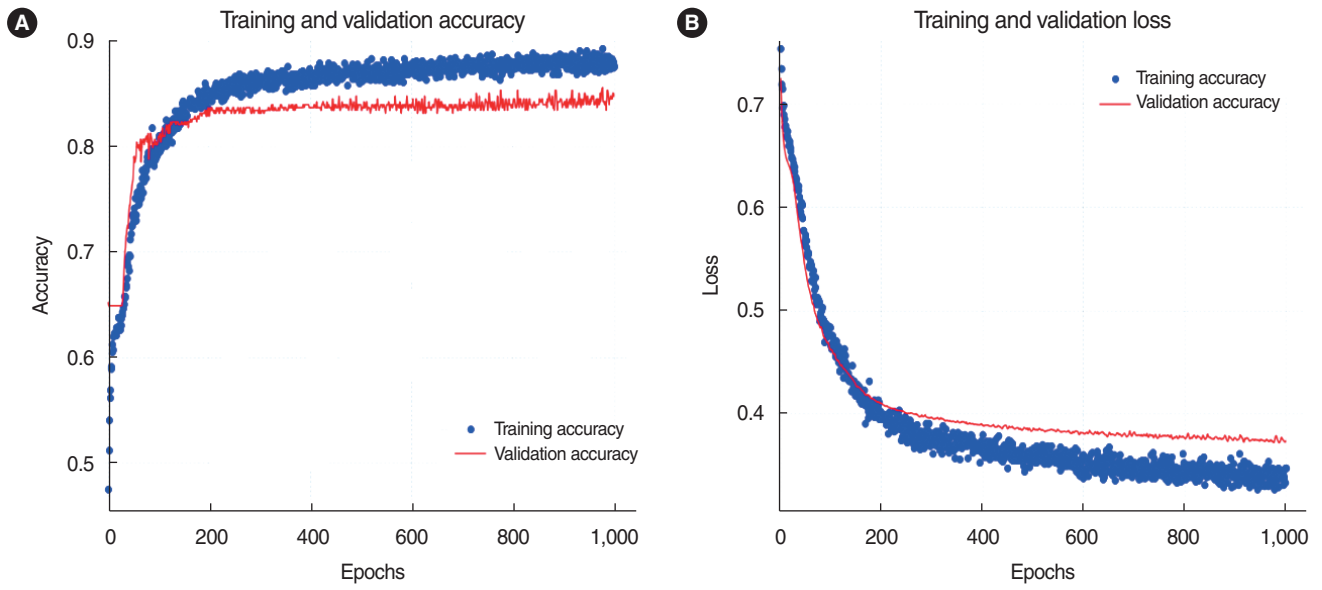 A
Training and validation accuracy
0.9
0.8
0.7
0.6
0.5
Accuracy
Training accuracy
Validation accuracy
0
200
400
600
800
1,000
Epochs
B
Training and validation loss
0.7
0.6
0.5
0.4
Loss
Training accuracy
Validation accuracy
0
200
400
600
800
1,000
Epochs